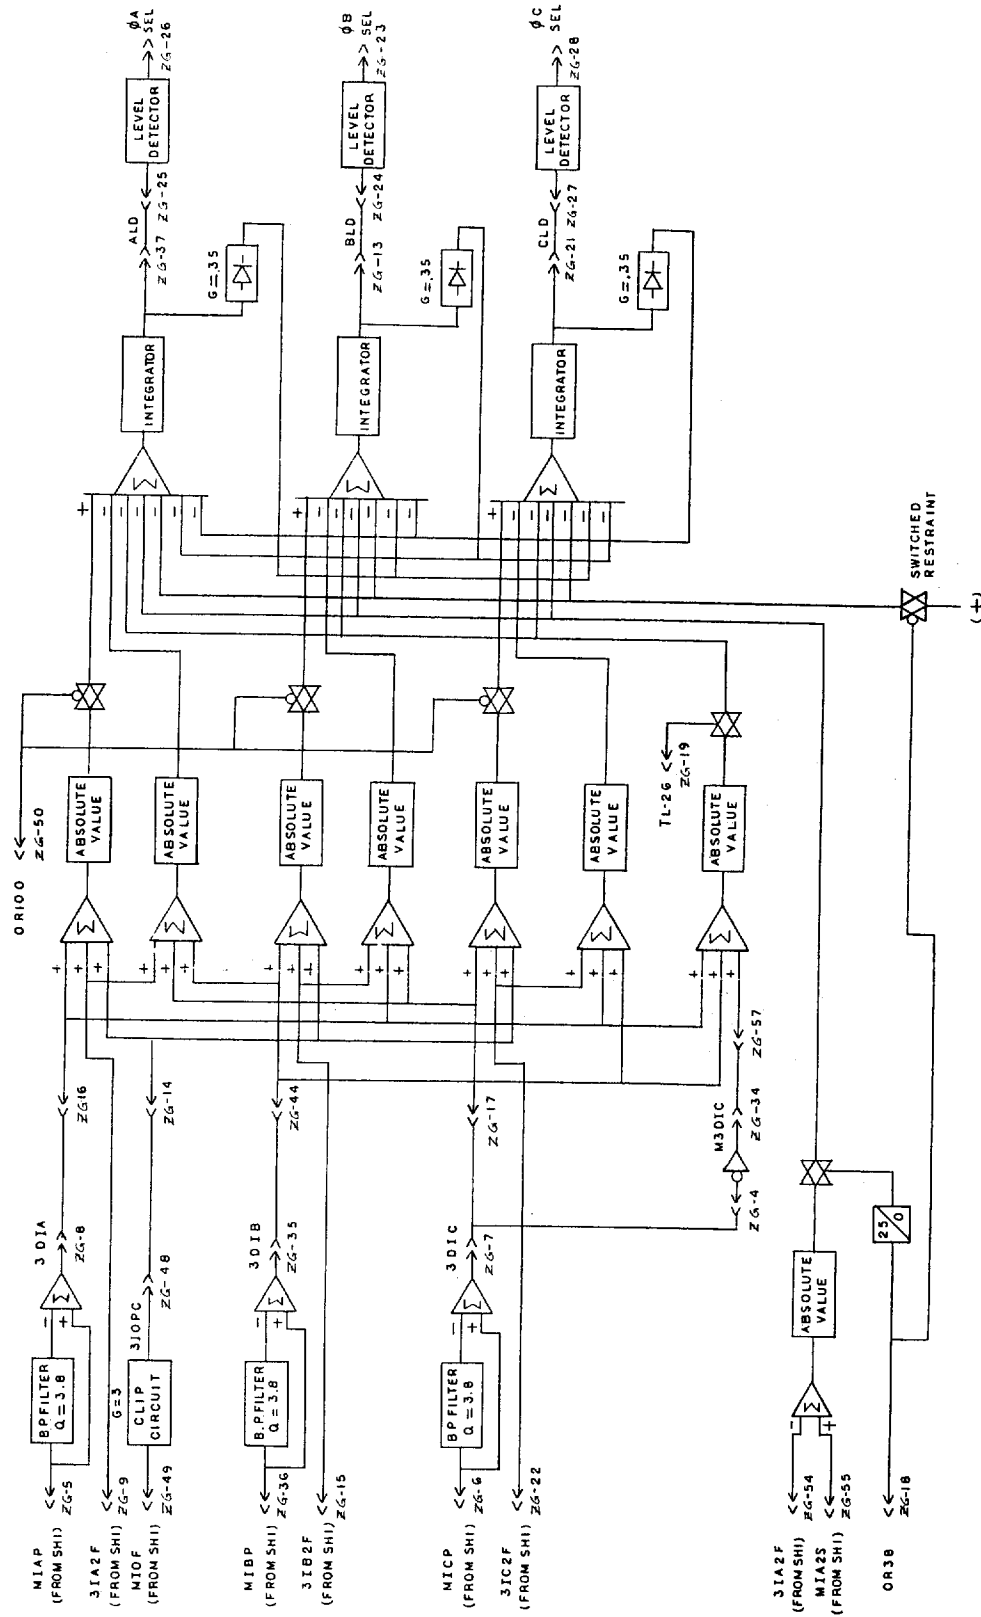 MIAP
(FROM SHI)
ZG-5
3IA2F
(FROM SHI)
ZG-9
MIOF
(FROM SHI)
ZG-49
B.P FILTER
Q=3.8
−
+
Σ
3DIA
ZG-8
ZG16
G=3
CLIP
CIRCUIT
3IOPC
ZG-48
ZG-14
MIBP
(FROM SHI)
ZG-36
3IB2F
(FROM SHI)
ZG-15
B.P.FILTER
Q=3.8
−
+
Σ
3DIB
ZG-35
ZG-44
MICP
(FROM SHI)
ZG-6
3IC2F
(FROM SHI)
ZG-22
BP FILTER
Q=3.8
−
+
Σ
3DIC
ZG-7
ZG-17
ZG-4
M3DIC
ZG-34
ZG-57
3IA2F
(FROM SHI)
ZG-54
MIA2S
(FROM SHI)
ZG-55
−
+
Σ
ABSOLUTE
VALUE
OR3B
ZG-18
25
0
OR100
ZG-50
+
+
+
Σ
ABSOLUTE
VALUE
+
+
+
Σ
ABSOLUTE
VALUE
+
+
+
Σ
ABSOLUTE
VALUE
+
+
+
Σ
ABSOLUTE
VALUE
+
+
+
Σ
ABSOLUTE
VALUE
+
+
+
Σ
ABSOLUTE
VALUE
+
+
+
Σ
ABSOLUTE
VALUE
TL-26
ZG-19
SWITCHED
RESTRAINT
(+)
+
−
−
−
−
−
−
Σ
INTEGRATOR
G=.35
ALD
ZG-37
ZG-25
LEVEL
DETECTOR
ØA
SEL
ZG-26
+
−
−
−
−
−
−
Σ
INTEGRATOR
G=.35
BLD
ZG-13
ZG-24
LEVEL
DETECTOR
ØB
SEL
ZG-23
+
−
−
−
−
−
−
Σ
INTEGRATOR
G=.35
CLD
ZG-21
ZG-27
LEVEL
DETECTOR
ØC
SEL
ZG-28